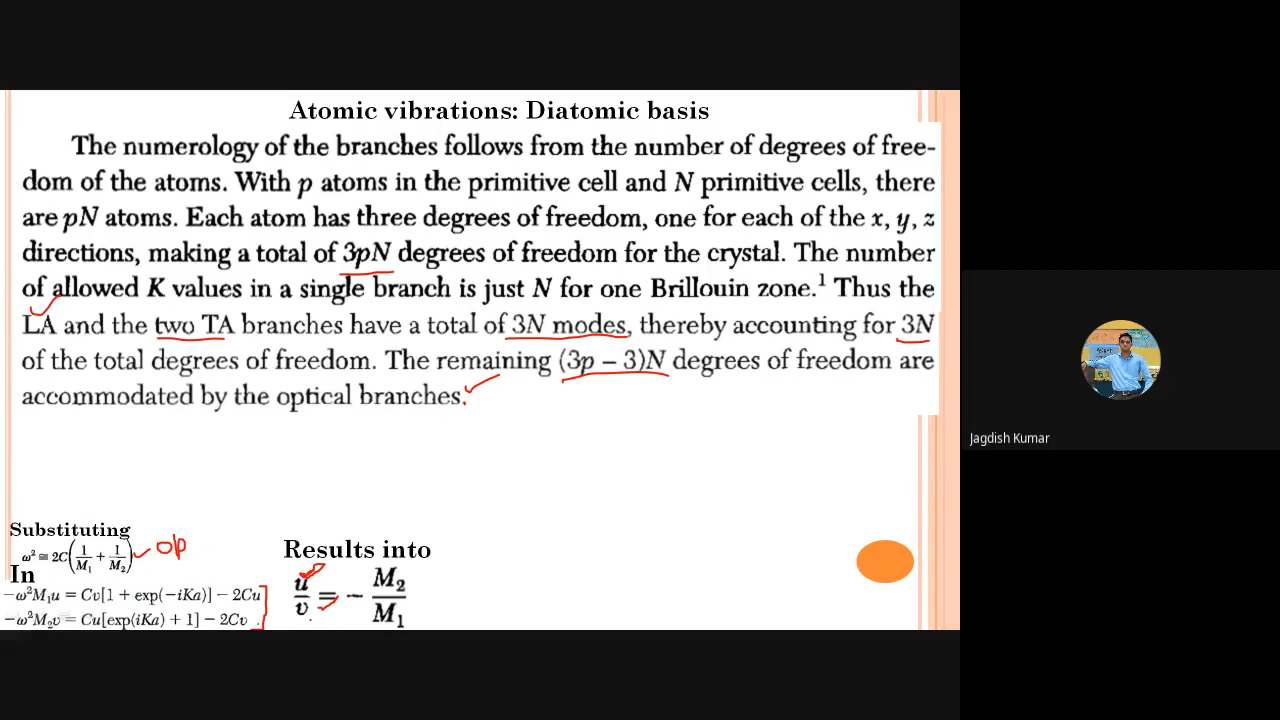 Atomic vibrations: Diatomic basis
The numerology of the branches follows from the number of degrees of free-
dom of the atoms. With p atoms in the primitive cell and N primitive cells, there
are pN atoms. Each atom has three degrees of freedom, one for each of the x, y, z
directions, making a total of 3pN degrees of freedom for the crystal. The number
of allowed K values in a single branch is just N for one Brillouin zone.¹ Thus the
LA and the two TA branches have a total of 3N modes, thereby accounting for 3N
of the total degrees of freedom. The remaining (3p − 3)N degrees of freedom are
accommodated by the optical branches.
Substituting
ω² ≅ 2C(1/M₁ + 1/M₂) op
In
−ω²M₁u = Cv[1 + exp(−iKa)] − 2Cu
−ω²M₂v = Cu[exp(iKa) + 1] − 2Cv .
Results into
u/v = − M₂/M₁
Jagdish Kumar